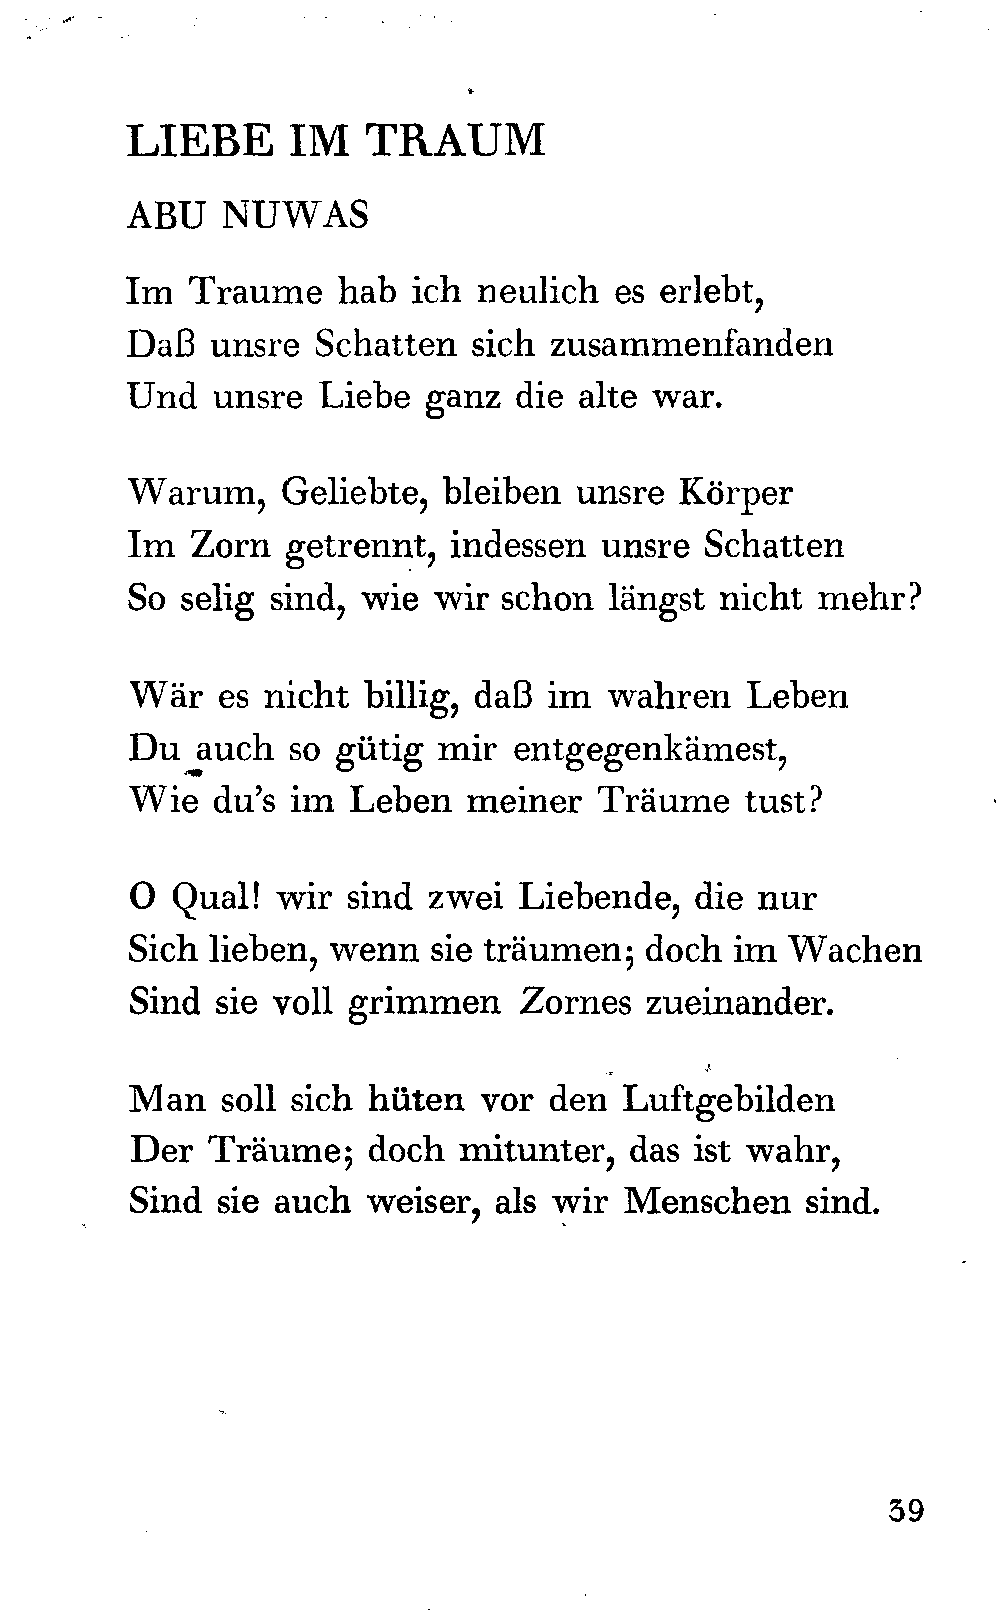 LIEBE IM TRAUM
ABU NUWAS
Im Traume hab ich neulich es erlebt,
Daß unsre Schatten sich zusammenfanden
Und unsre Liebe ganz die alte war.
Warum, Geliebte, bleiben unsre Körper
Im Zorn getrennt, indessen unsre Schatten
So selig sind, wie wir schon längst nicht mehr?
Wär es nicht billig, daß im wahren Leben
Du auch so gütig mir entgegenkämest,
Wie du's im Leben meiner Träume tust?
O Qual! wir sind zwei Liebende, die nur
Sich lieben, wenn sie träumen; doch im Wachen
Sind sie voll grimmen Zornes zueinander.
Man soll sich hüten vor den Luftgebilden
Der Träume; doch mitunter, das ist wahr,
Sind sie auch weiser, als wir Menschen sind.
39